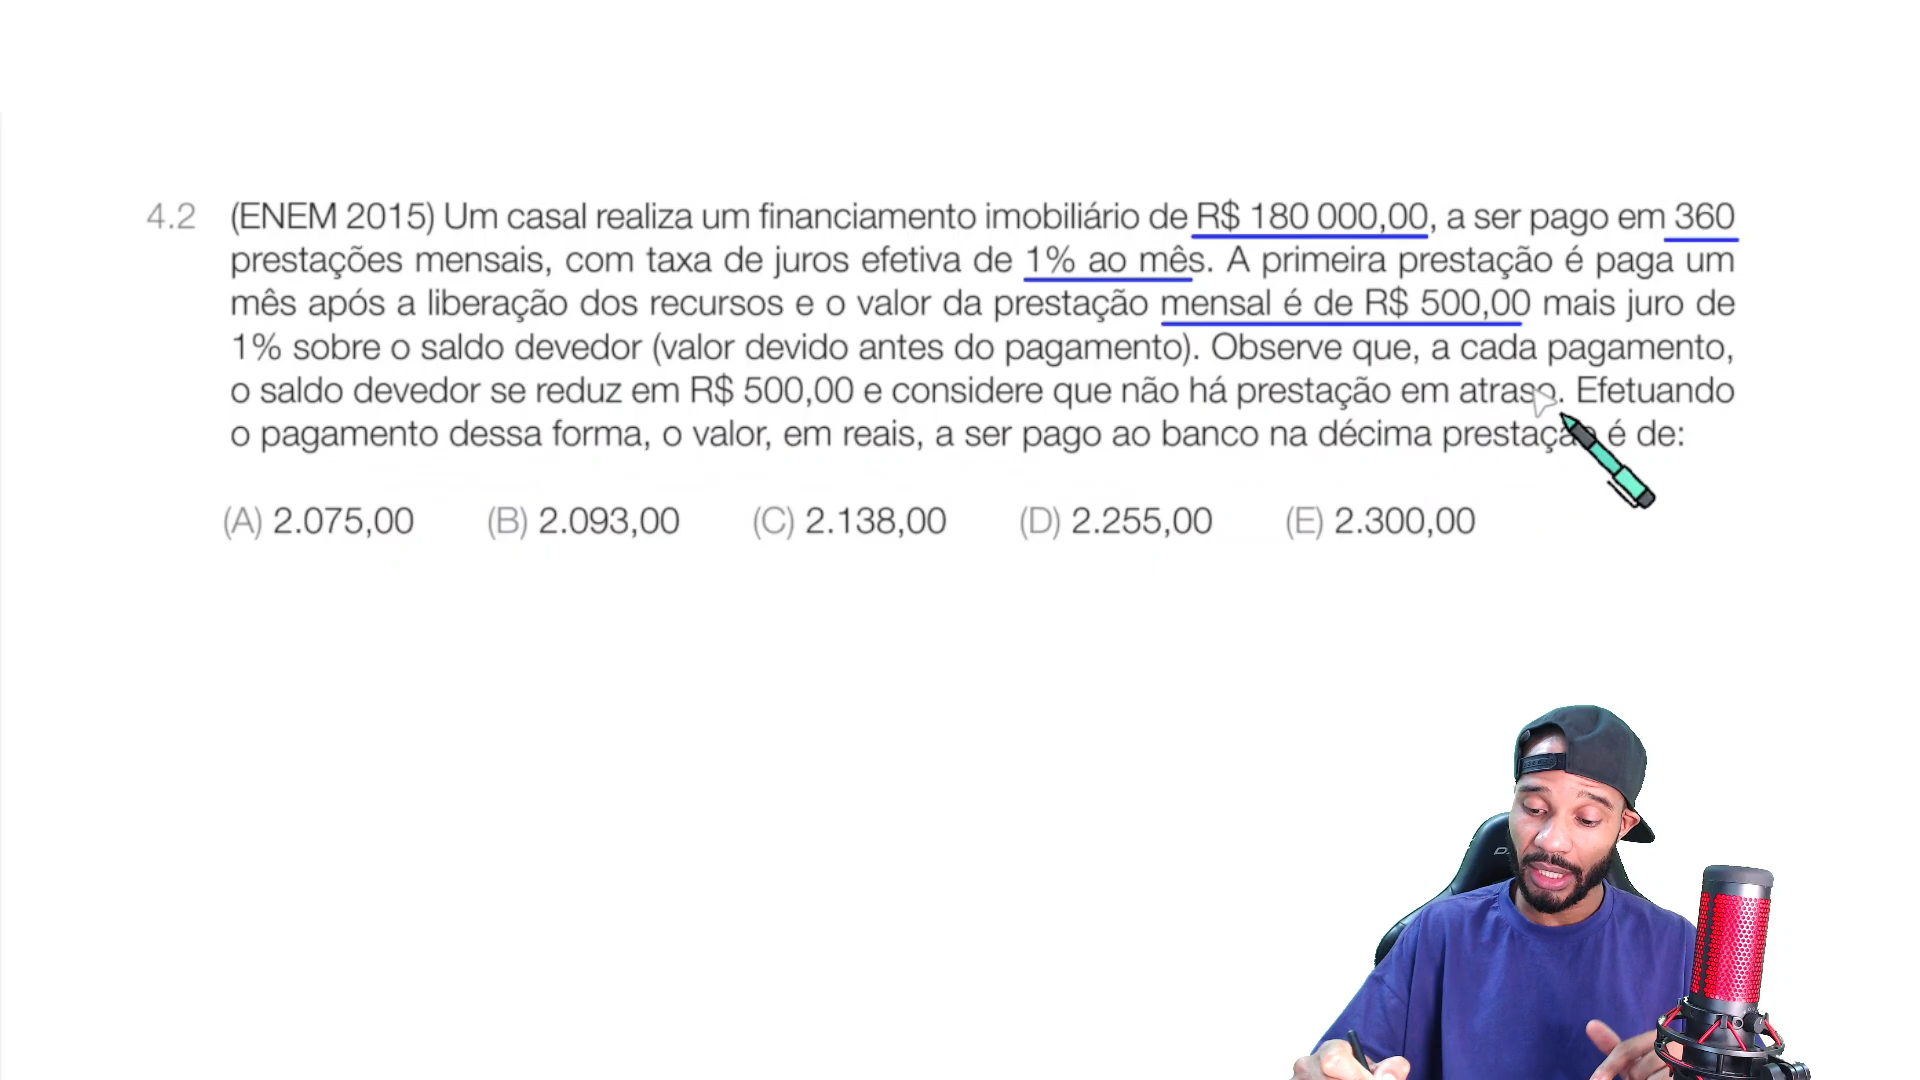 4.2 (ENEM 2015) Um casal realiza um financiamento imobiliário de R$ 180 000,00, a ser pago em 360
prestações mensais, com taxa de juros efetiva de 1% ao mês. A primeira prestação é paga um
mês após a liberação dos recursos e o valor da prestação mensal é de R$ 500,00 mais juro de
1% sobre o saldo devedor (valor devido antes do pagamento). Observe que, a cada pagamento,
o saldo devedor se reduz em R$ 500,00 e considere que não há prestação em atraso. Efetuando
o pagamento dessa forma, o valor, em reais, a ser pago ao banco na décima prestação é de:
(A) 2.075,00 (B) 2.093,00 (C) 2.138,00 (D) 2.255,00 (E) 2.300,00